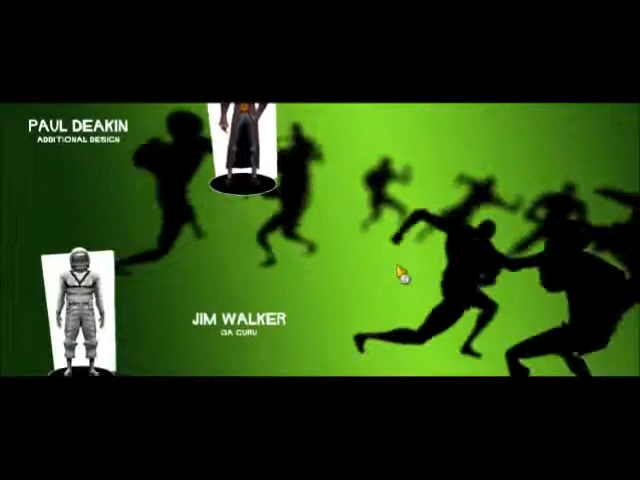 PAUL DEAKIN
ADDITIONAL DESIGN
JIM WALKER
QA GURU